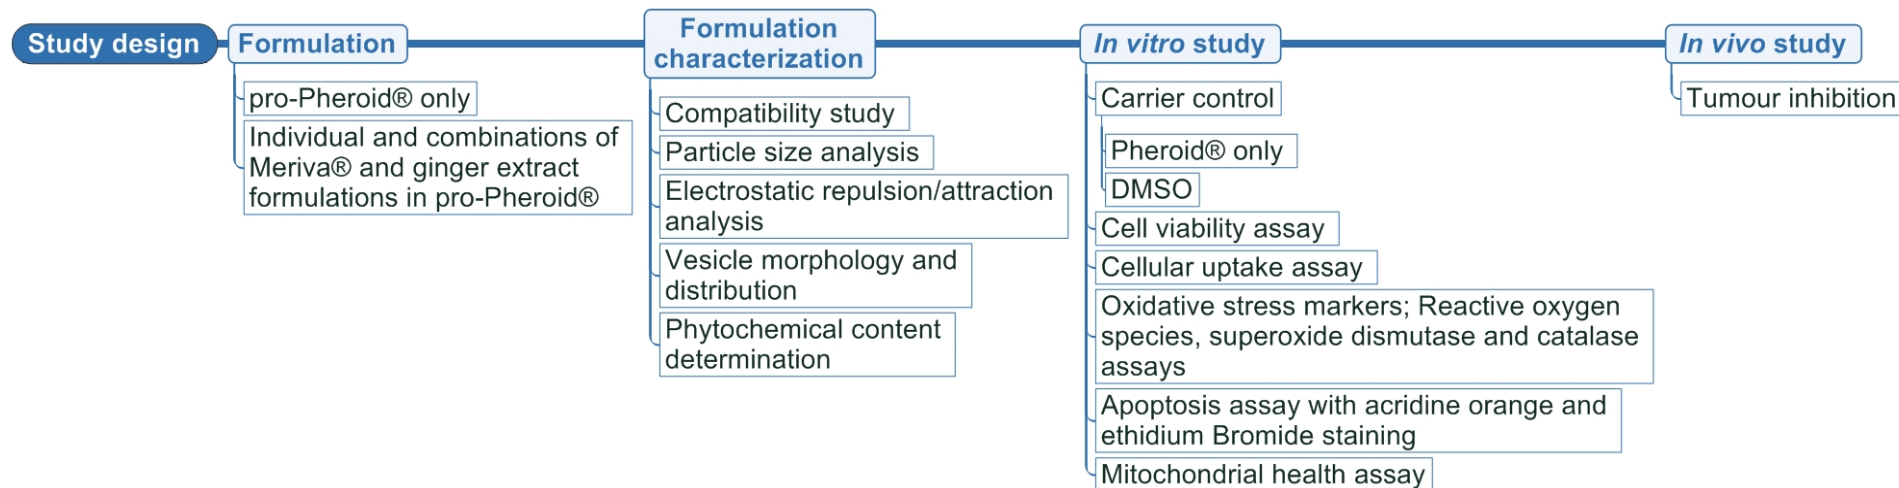 Study design
Formulation
pro-Pheroid® only
Individual and combinations of
Meriva® and ginger extract
formulations in pro-Pheroid®
Formulation
characterization
Compatibility study
Particle size analysis
Electrostatic repulsion/attraction
analysis
Vesicle morphology and
distribution
Phytochemical content
determination
In vitro study
Carrier control
Pheroid® only
DMSO
Cell viability assay
Cellular uptake assay
Oxidative stress markers; Reactive oxygen
species, superoxide dismutase and catalase
assays
Apoptosis assay with acridine orange and
ethidium Bromide staining
Mitochondrial health assay
In vivo study
Tumour inhibition